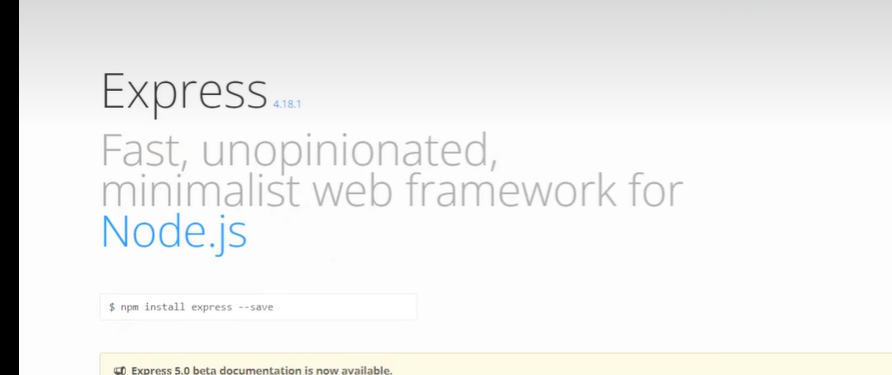 Express 4.18.1
Fast, unopinionated,
minimalist web framework for
Node.js
$ npm install express --save
Express 5.0 beta documentation is now available.